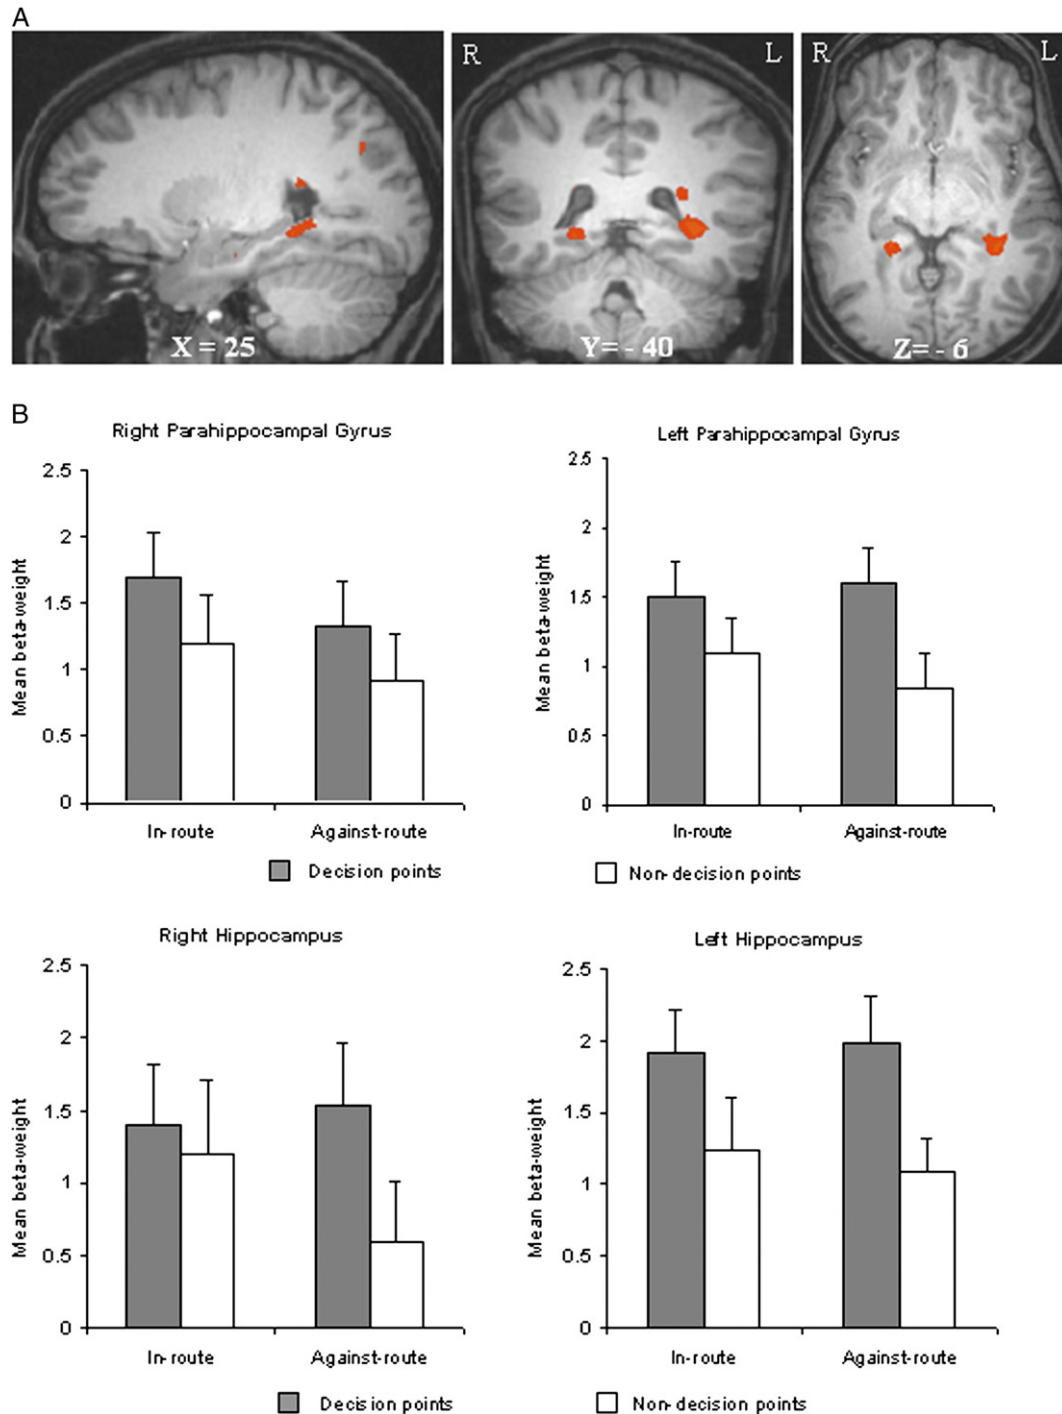 A
R L
R L
X = 25
Y= - 40
Z= - 6
B
Right Parahippocampal Gyrus
Mean beta-weight
2.5
2
1.5
1
0.5
0
In-route Against-route
Left Parahippocampal Gyrus
Mean beta-weight
2.5
2
1.5
1
0.5
0
In-route Against-route
Decision points Non-decision points
Right Hippocampus
Mean beta-weight
2.5
2
1.5
1
0.5
0
In-route Against-route
Left Hippocampus
Mean beta-weight
2.5
2
1.5
1
0.5
0
In-route Against-route
Decision points Non-decision points